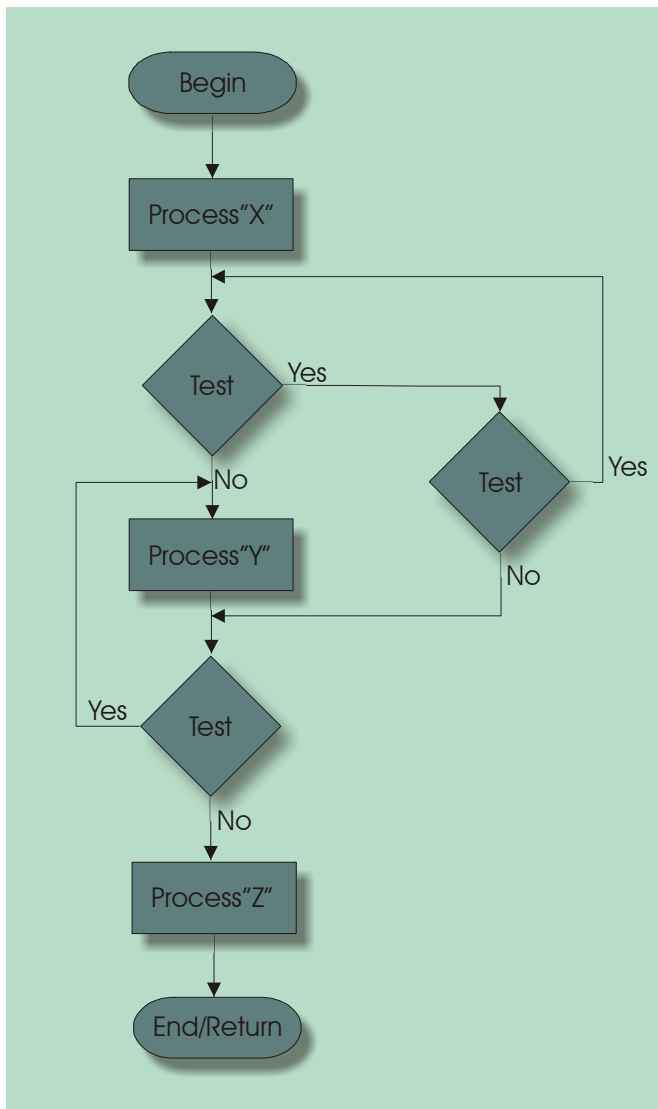 Begin
Process“X“
Test
Yes
Test
Yes
No
Process“Y“
No
Test
Yes
No
Process“Z“
End/Return